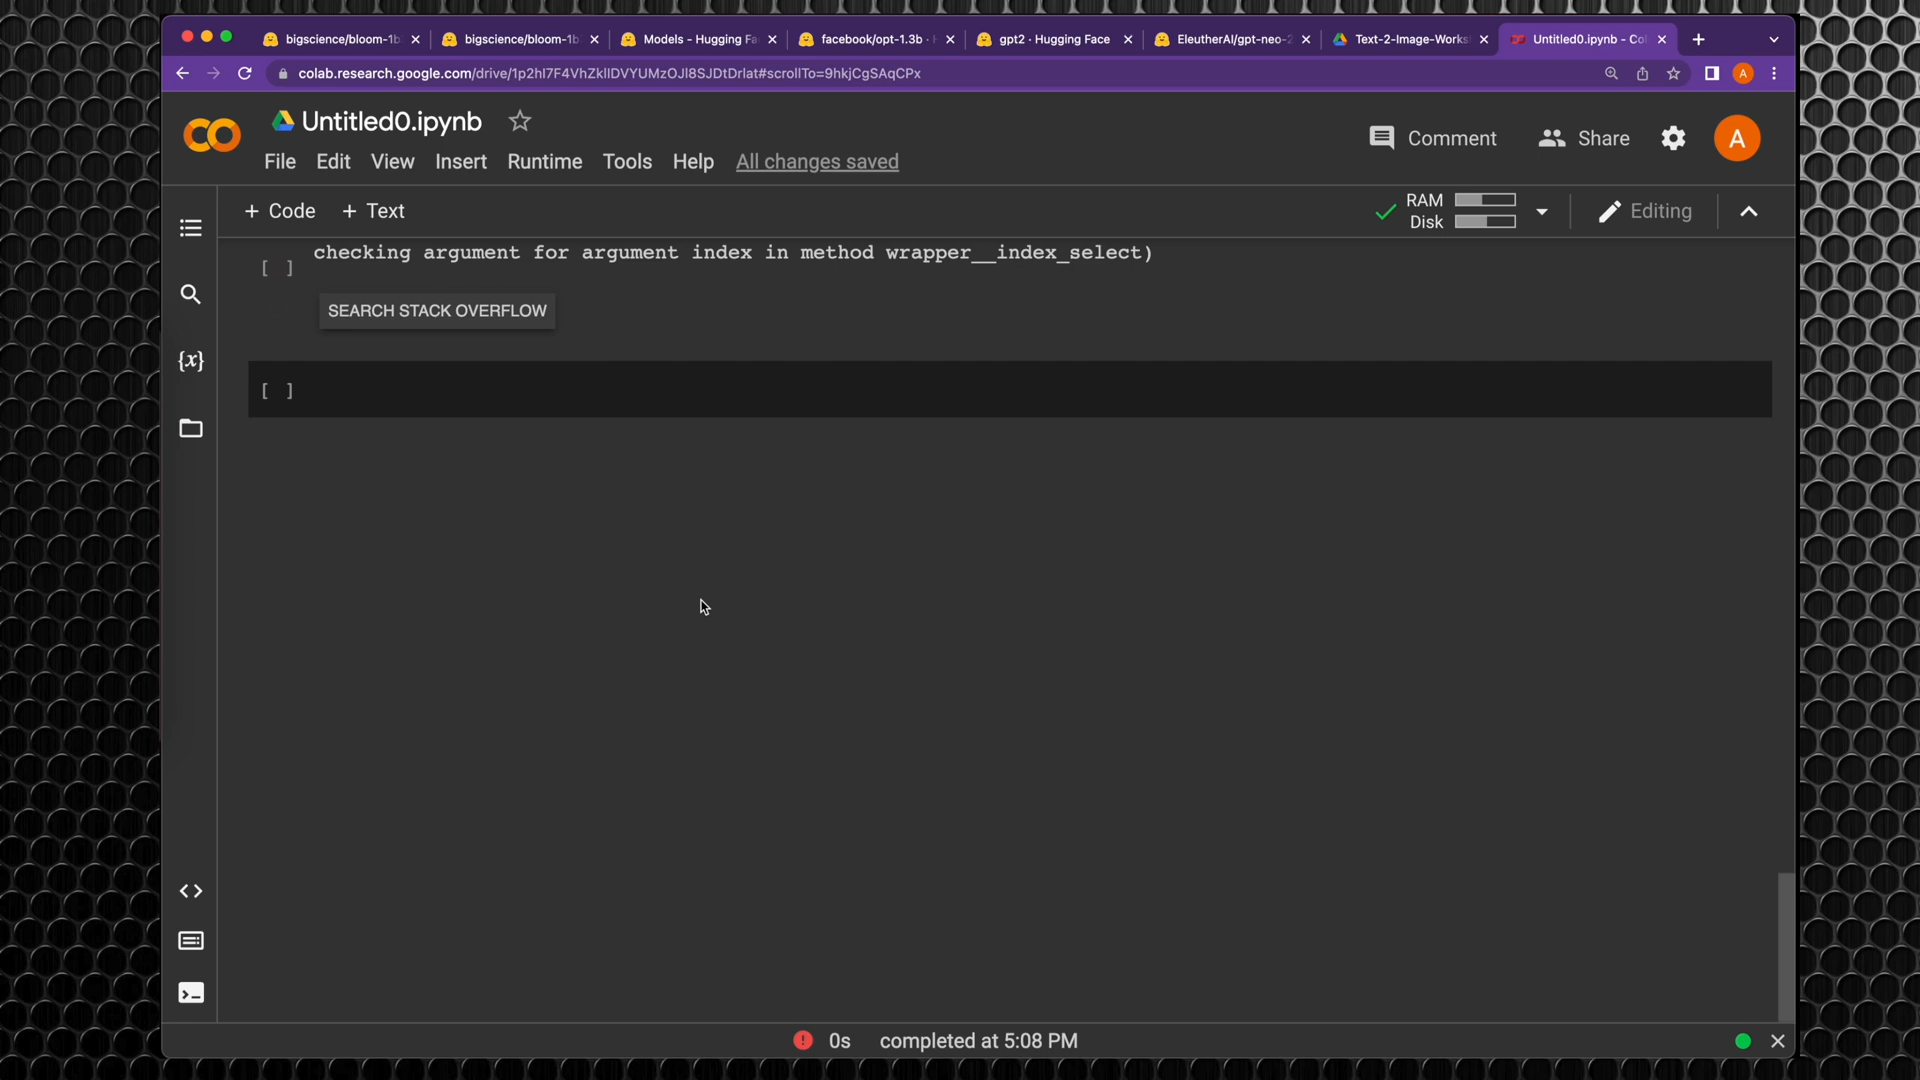 bigscience/bloom-1b
bigscience/bloom-1b
Models - Hugging Fa
facebook/opt-1.3b · H
gpt2 · Hugging Face
EleutherAI/gpt-neo-2
Text-2-Image-Works
Untitled0.ipynb - Co
colab.research.google.com/drive/1p2hI7F4VhZkIIDVYUMzOJI8SJDtDrIat#scrollTo=9hkjCgSAqCPx
A
Untitled0.ipynb
Comment
Share
A
File Edit View Insert Runtime Tools Help All changes saved
+ Code + Text
RAM
Disk
Editing
checking argument for argument index in method wrapper__index_select)
[ ]
SEARCH STACK OVERFLOW
{x}
[ ]
0s completed at 5:08 PM